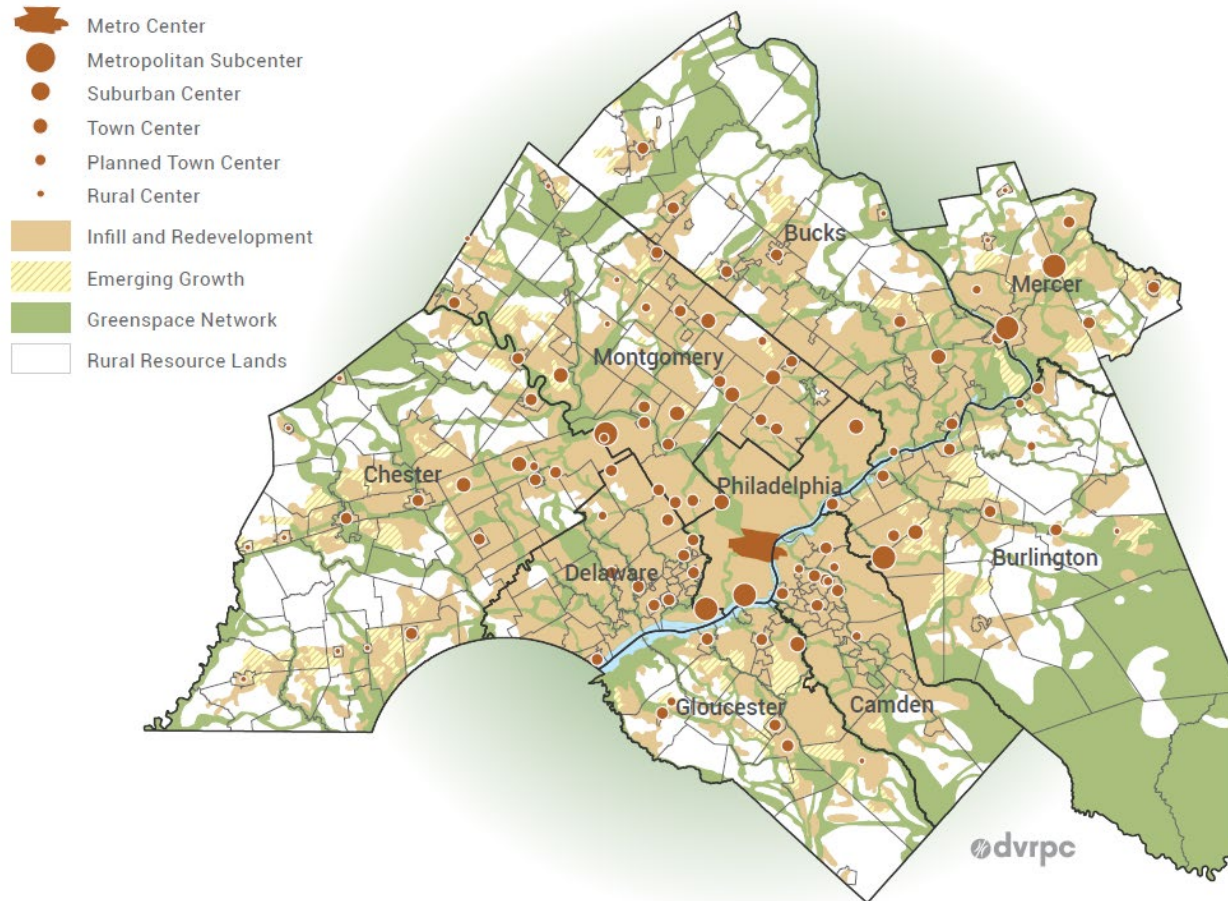 Metro Center
Metropolitan Subcenter
Suburban Center
Town Center
Planned Town Center
Rural Center
Infill and Redevelopment
Emerging Growth
Greenspace Network
Rural Resource Lands
Bucks
Mercer
Montgomery
Chester
Philadelphia
Delaware
Burlington
Gloucester
Camden
dvrpc